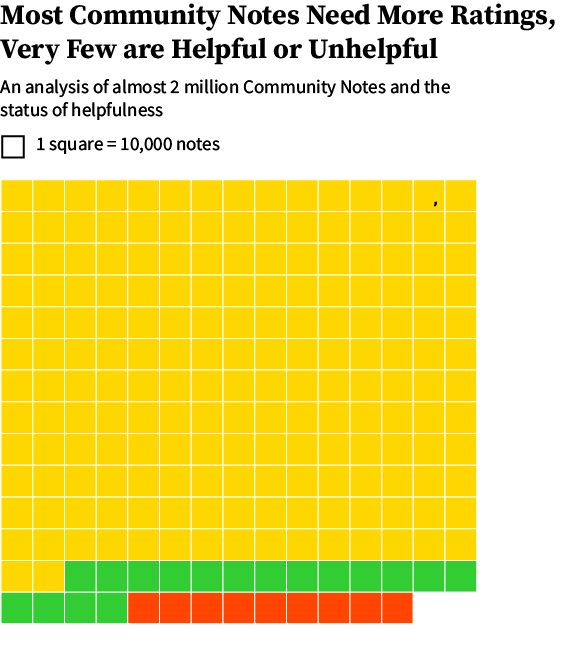 Most Community Notes Need More Ratings,
Very Few are Helpful or Unhelpful
An analysis of almost 2 million Community Notes and the
status of helpfulness
1 square = 10,000 notes
,